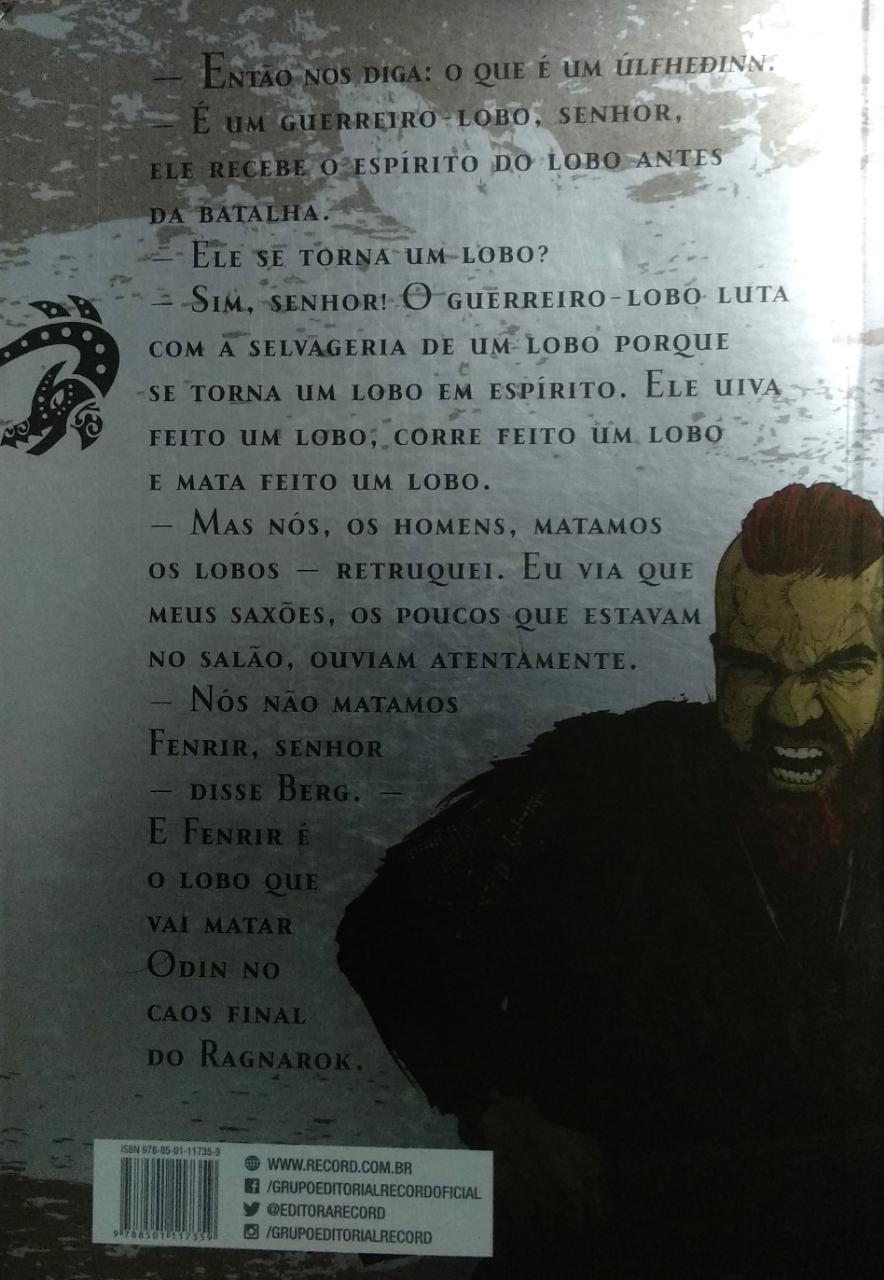 — Então nos diga: o que é um úlfheðinn.
— É um guerreiro-lobo, senhor,
ele recebe o espírito do lobo antes
da batalha.
— Ele se torna um lobo?
— Sim, senhor! O guerreiro-lobo luta
com a selvageria de um lobo porque
se torna um lobo em espírito. Ele uiva
feito um lobo, corre feito um lobo
e mata feito um lobo.
— Mas nós, os homens, matamos
os lobos — retruquei. Eu via que
meus saxões, os poucos que estavam
no salão, ouviam atentamente.
— Nós não matamos
Fenrir, senhor
— disse Berg. —
E Fenrir é
o lobo que
vai matar
Odin no
caos final
do Ragnarok.
ISBN 978-85-01-11735-9
WWW.RECORD.COM.BR
/GRUPOEDITORIALRECORDOFICIAL
@EDITORARECORD
/GRUPOEDITORIALRECORD
9 788501 117359